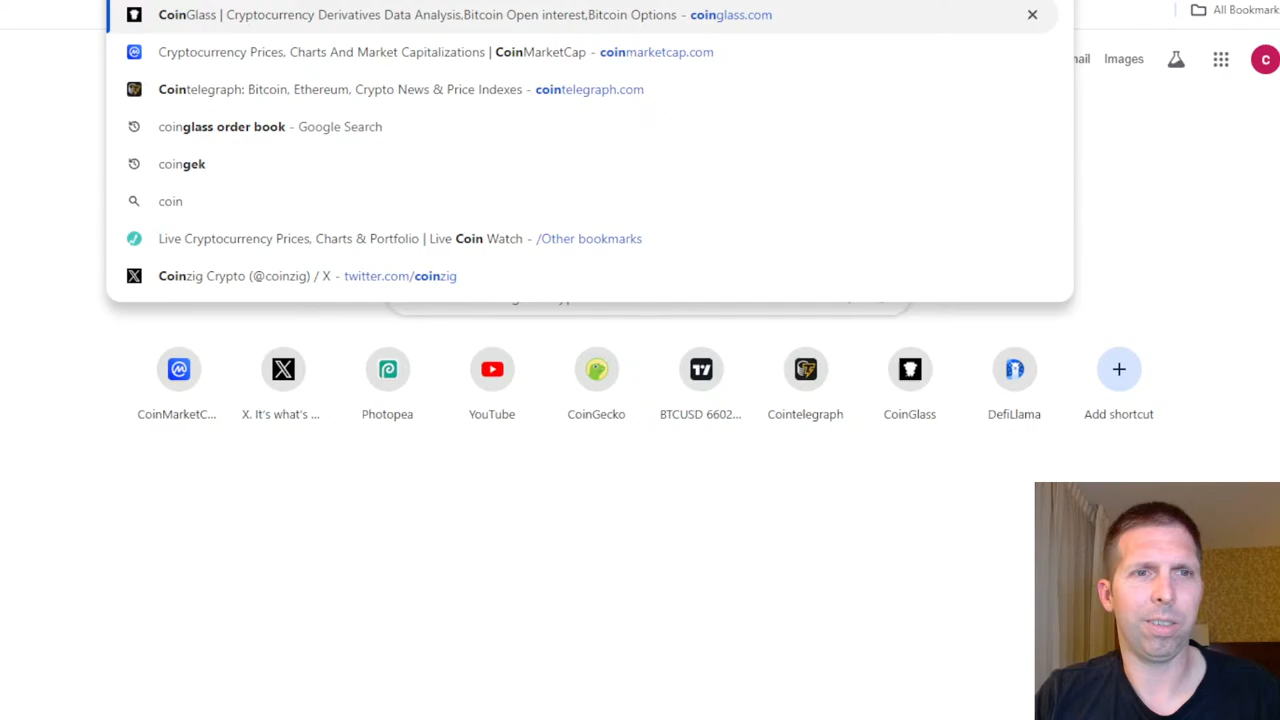 CoinGlass | Cryptocurrency Derivatives Data Analysis,Bitcoin Open interest,Bitcoin Options - coinglass.com
All Bookmark
Cryptocurrency Prices, Charts And Market Capitalizations | CoinMarketCap - coinmarketcap.com
ail Images
C
Cointelegraph: Bitcoin, Ethereum, Crypto News & Price Indexes - cointelegraph.com
coinglass order book - Google Search
coingek
coin
Live Cryptocurrency Prices, Charts & Portfolio | Live Coin Watch - /Other bookmarks
Coinzig Crypto (@coinzig) / X - twitter.com/coinzig
CoinMarketC... X. It's what's ... Photopea YouTube CoinGecko BTCUSD 6602... Cointelegraph CoinGlass DefiLlama Add shortcut